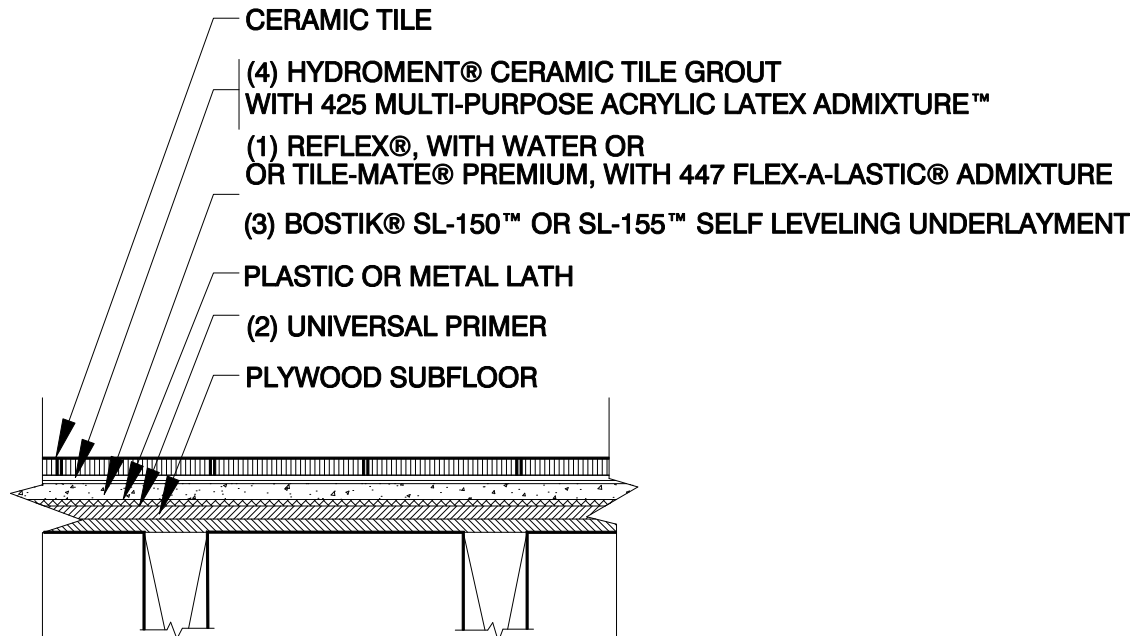 CERAMIC TILE
(4) HYDROMENT® CERAMIC TILE GROUT
WITH 425 MULTI-PURPOSE ACRYLIC LATEX ADMIXTURE™
(1) REFLEX®, WITH WATER OR
OR TILE-MATE® PREMIUM, WITH 447 FLEX-A-LASTIC® ADMIXTURE
(3) BOSTIK® SL-150™ OR SL-155™ SELF LEVELING UNDERLAYMENT
PLASTIC OR METAL LATH
(2) UNIVERSAL PRIMER
PLYWOOD SUBFLOOR